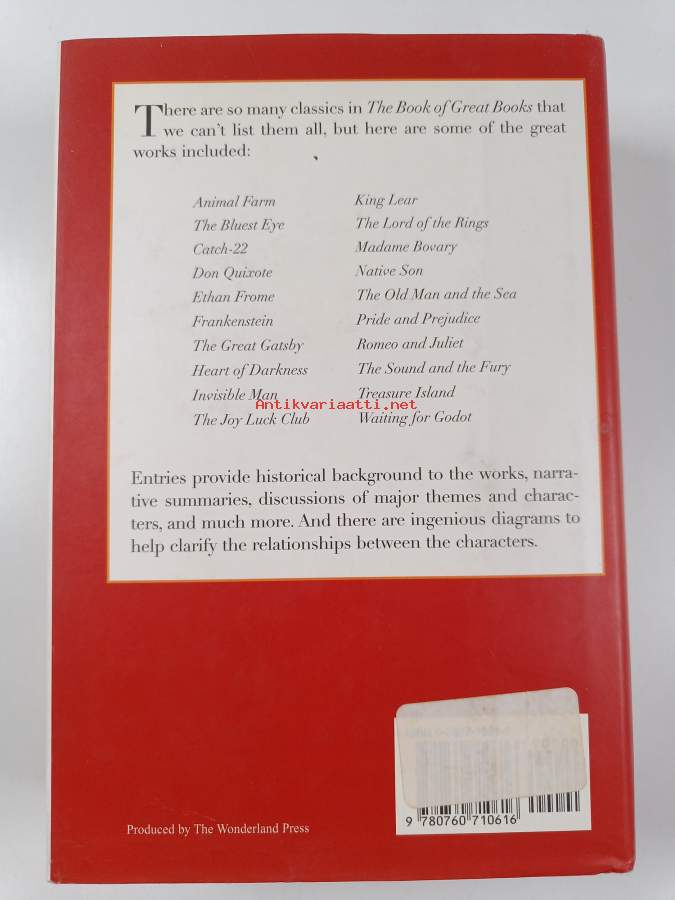 There are so many classics in The Book of Great Books that
we can't list them all, but here are some of the great
works included:
Animal Farm
The Bluest Eye
Catch-22
Don Quixote
Ethan Frome
Frankenstein
The Great Gatsby
Heart of Darkness
Invisible Man
The Joy Luck Club
King Lear
The Lord of the Rings
Madame Bovary
Native Son
The Old Man and the Sea
Pride and Prejudice
Romeo and Juliet
The Sound and the Fury
Treasure Island
Waiting for Godot
Antikvariaatti.net
Entries provide historical background to the works, narra-
tive summaries, discussions of major themes and charac-
ters, and much more. And there are ingenious diagrams to
help clarify the relationships between the characters.
Produced by The Wonderland Press
9 780760 710616